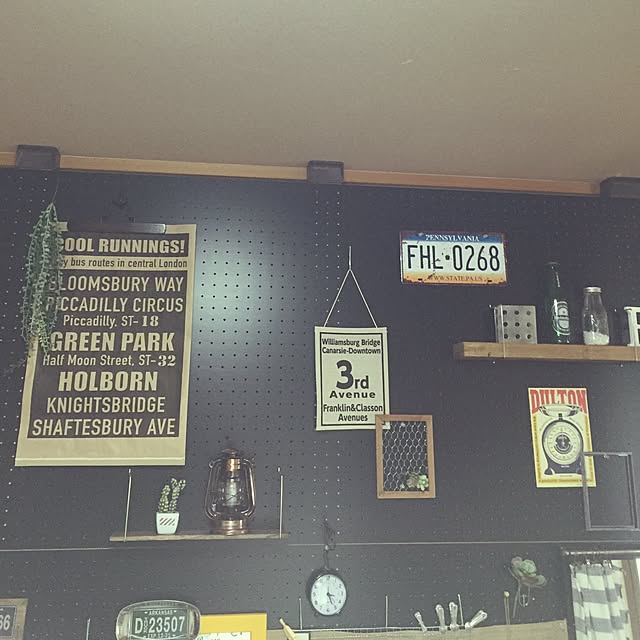 COOL RUNNINGS!
y bus routes in central London
BLOOMSBURY WAY
PICCADILLY CIRCUS
Piccadilly, ST-18
GREEN PARK
Half Moon Street, ST-32
HOLBORN
KNIGHTSBRIDGE
SHAFTESBURY AVE
Williamsburg Bridge
Canarsie-Downtown
3rd
Avenue
Franklin&Classon
Avenues
PENNSYLVANIA
FHL·0268
WWW.STATE.PA.US
DULTON
ARKANSAS
D 23507
66